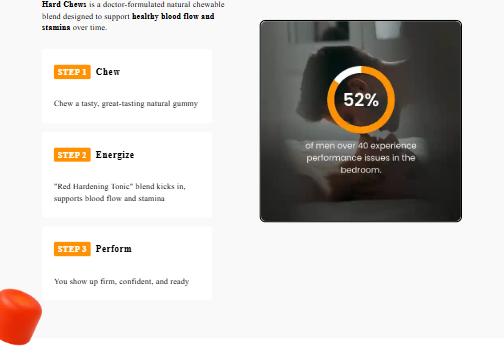 Hard Chews is a doctor-formulated natural chewable
blend designed to support healthy blood flow and
stamina over time.
STEP 1 Chew
Chew a tasty, great-tasting natural gummy
STEP 2 Energize
"Red Hardening Tonic" blend kicks in,
supports blood flow and stamina
STEP 3 Perform
You show up firm, confident, and ready
52%
of men over 40 experience
performance issues in the
bedroom.